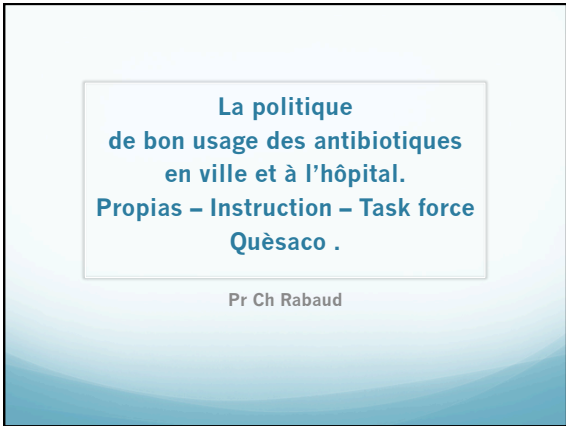 La politique
de bon usage des antibiotiques
en ville et à l'hôpital.
Propias – Instruction – Task force
Quèsaco .
Pr Ch Rabaud